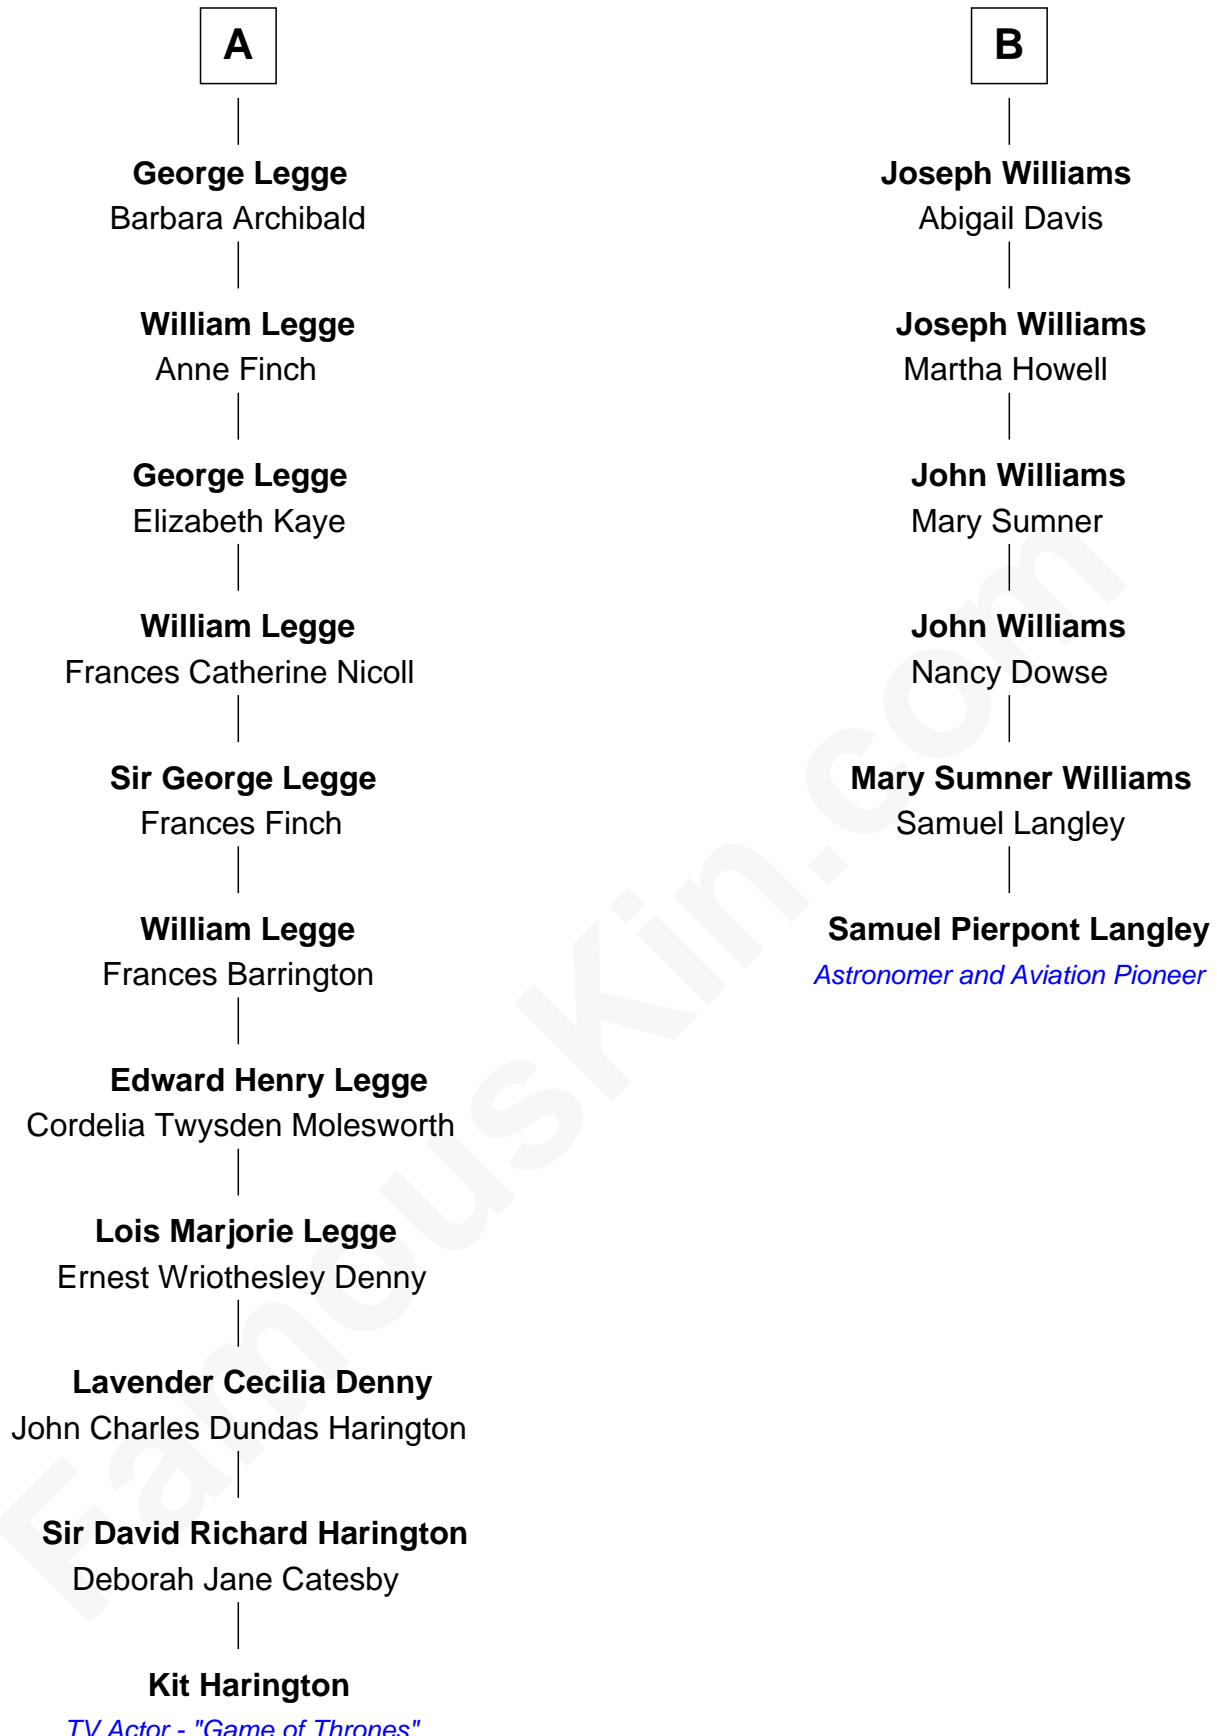 A
George Legge
Barbara Archibald
William Legge
Anne Finch
George Legge
Elizabeth Kaye
William Legge
Frances Catherine Nicoll
Sir George Legge
Frances Finch
William Legge
Frances Barrington
Edward Henry Legge
Cordelia Twysden Molesworth
Lois Marjorie Legge
Ernest Wriothesley Denny
Lavender Cecilia Denny
John Charles Dundas Harington
Sir David Richard Harington
Deborah Jane Catesby
Kit Harington
TV Actor - "Game of Thrones"
B
Joseph Williams
Abigail Davis
Joseph Williams
Martha Howell
John Williams
Mary Sumner
John Williams
Nancy Dowse
Mary Sumner Williams
Samuel Langley
Samuel Pierpont Langley
Astronomer and Aviation Pioneer
FamousKin.com